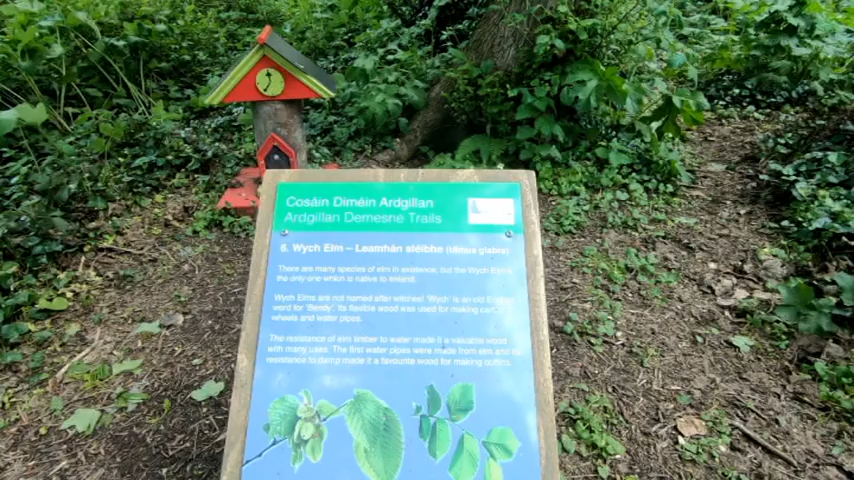 Cosáin Diméin Ardgillan
Ardgillan Demesne Trails
6. Wych Elm – Leamhán sléibhe (Ulmus glabra)
There are many species of elm in existence, but the Wych Elm is
the only one which is native to Ireland.
Wych Elms are not named after witches! 'Wych' is an old English
word for 'Bendy'. Its flexible wood was used for making cart
wheels and water pipes.
The resistance of elm timber to water made it a valuable wood
with many uses. The first water pipes were made from elm and its
resistance to damp made it a favourite wood for making coffins.